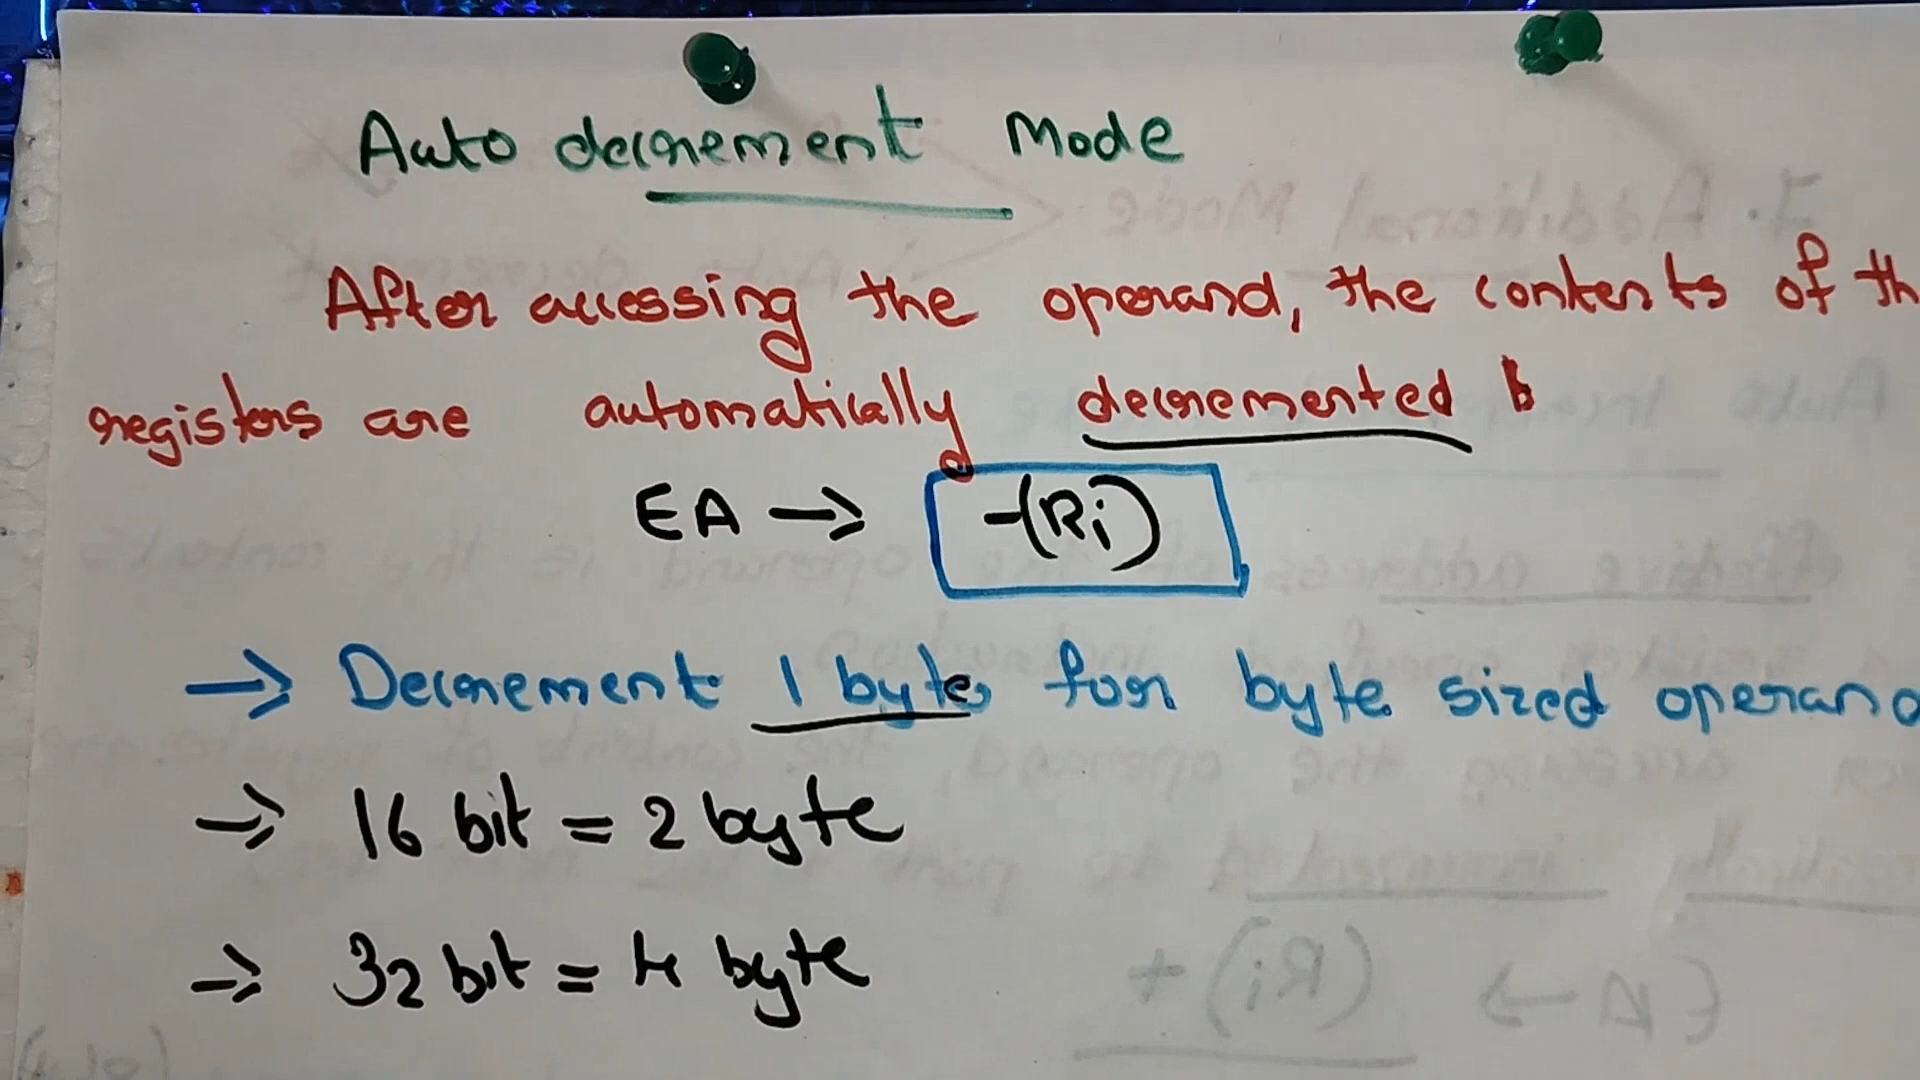 Auto decrement Mode
After accessing the operand, the contents of th
registers are automatically decremented b
EA → -(Ri)
→ Decrement 1 byte for byte sized operand
→ 16 bit = 2 byte
→ 32 bit = 4 byte